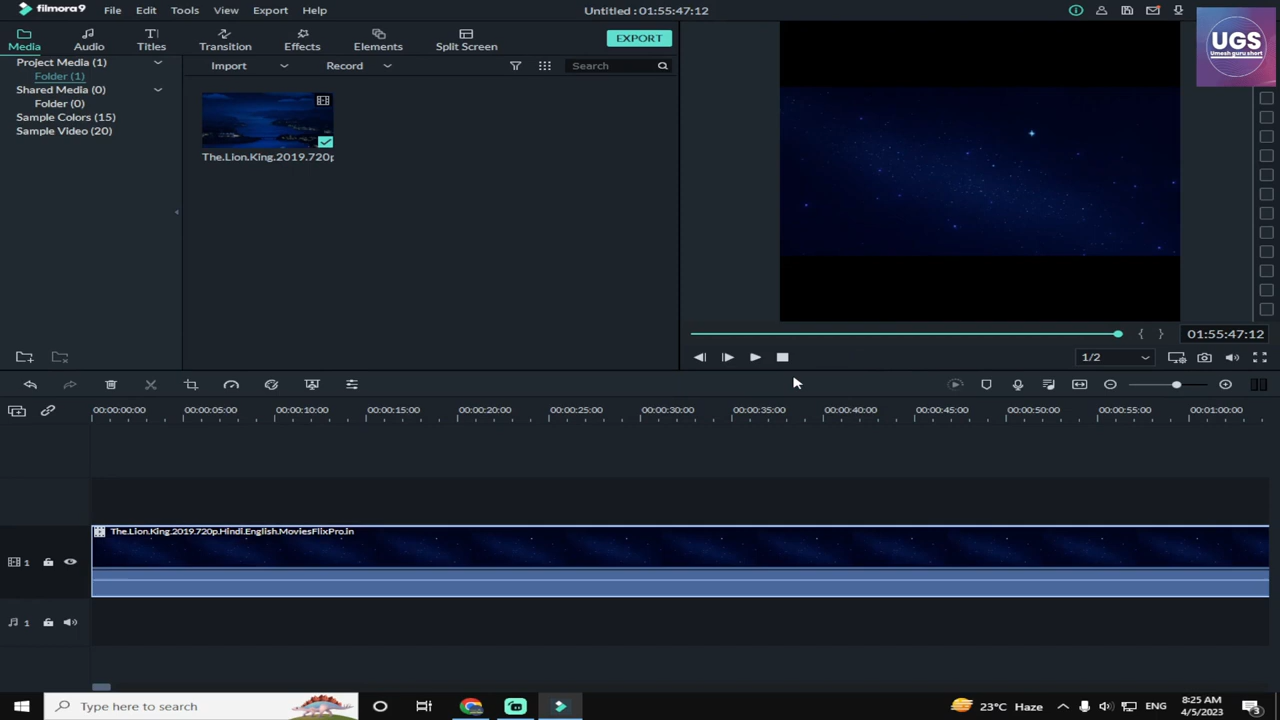 filmora9 File Edit Tools View Export Help Untitled : 01:55:47:12
UGS
Umesh guru short
Media Audio Titles Transition Effects Elements Split Screen EXPORT
Project Media (1) Import Record Search
Folder (1)
Shared Media (0)
Folder (0)
Sample Colors (15)
Sample Video (20)
The.Lion.King.2019.720p
01:55:47:12
1/2
00:00:00:00 00:00:05:00 00:00:10:00 00:00:15:00 00:00:20:00 00:00:25:00 00:00:30:00 00:00:35:00 00:00:40:00 00:00:45:00 00:00:50:00 00:00:55:00 00:01:00:00
The.Lion.King.2019.720p.Hindi.English.MoviesFlixPro.in
1
1
Type here to search 23°C Haze ENG 8:25 AM
4/5/2023 3